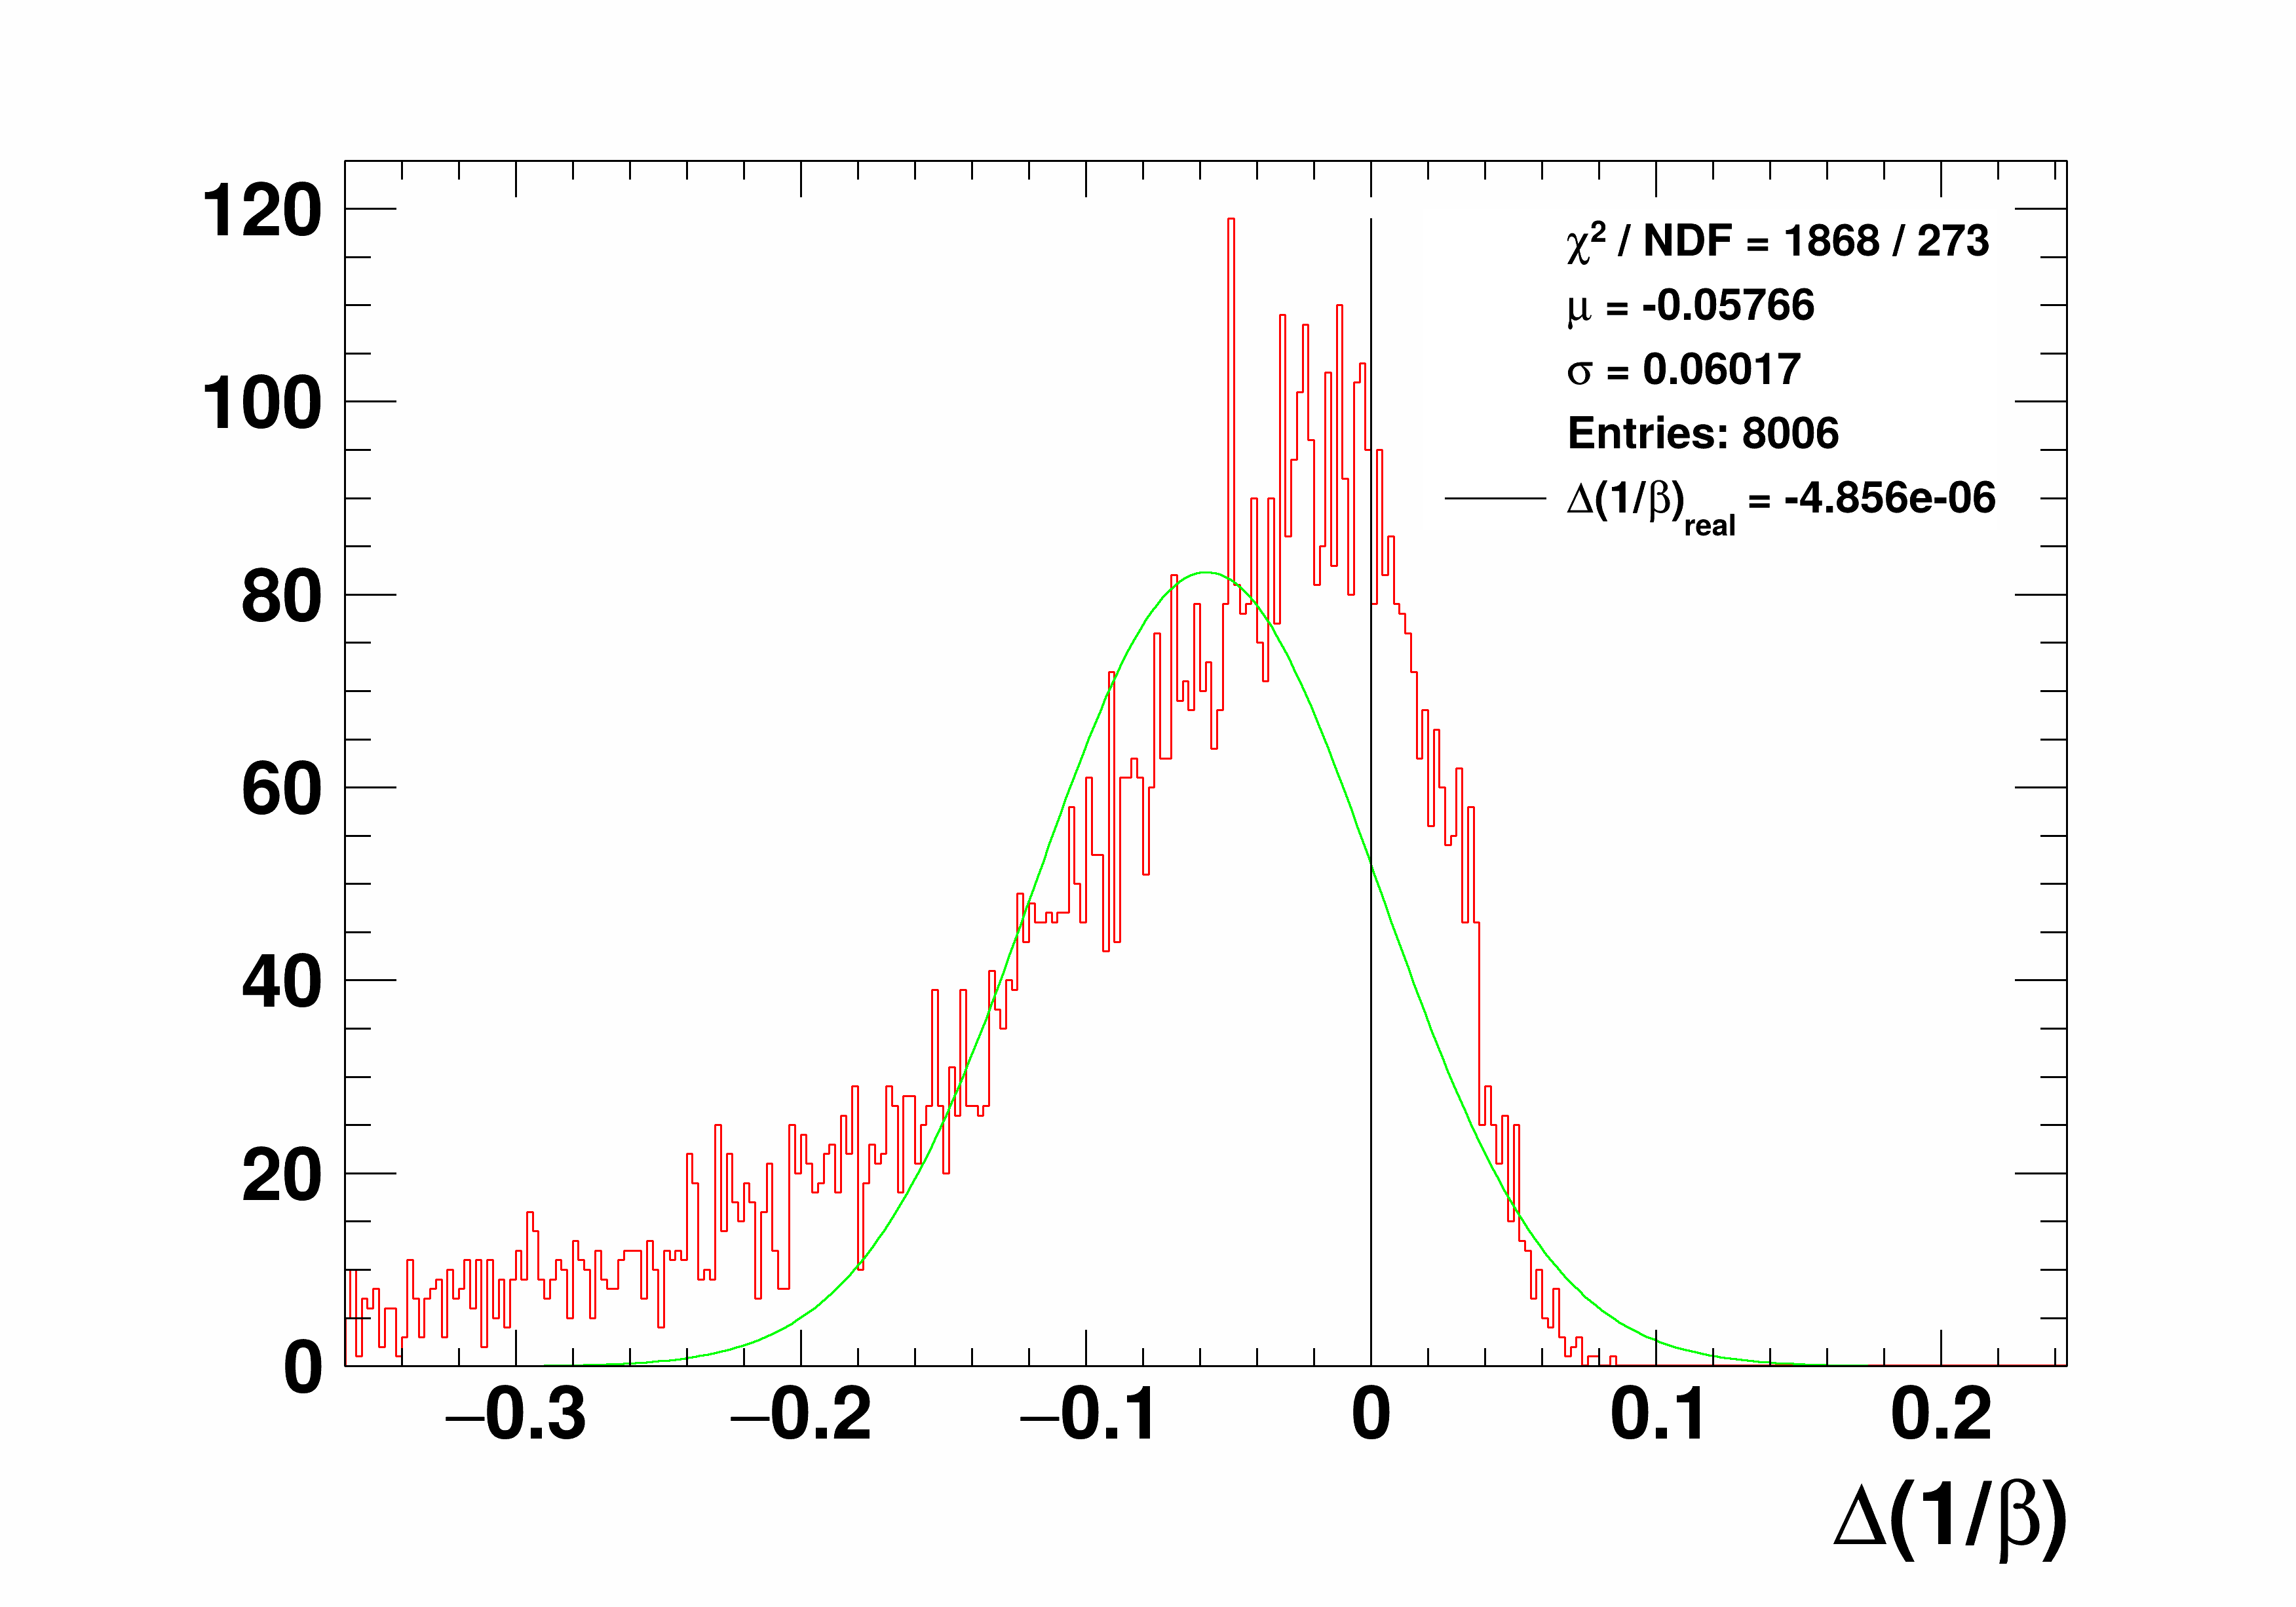 120
100
80
60
40
20
0
χ² / NDF = 1868 / 273
μ = -0.05766
σ = 0.06017
Entries: 8006
Δ(1/β)real = -4.856e-06
−0.3 −0.2 −0.1 0 0.1 0.2
Δ(1/β)